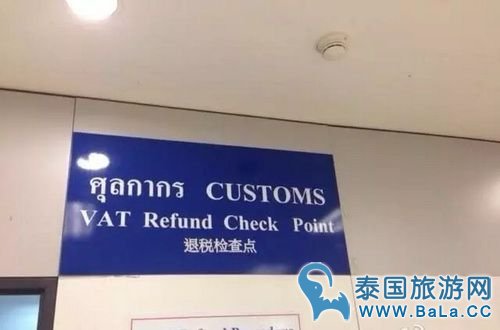 ศุลกากร CUSTOMS
VAT Refund Check Point
退税检查点
泰国旅游网
www.BaLa.cc